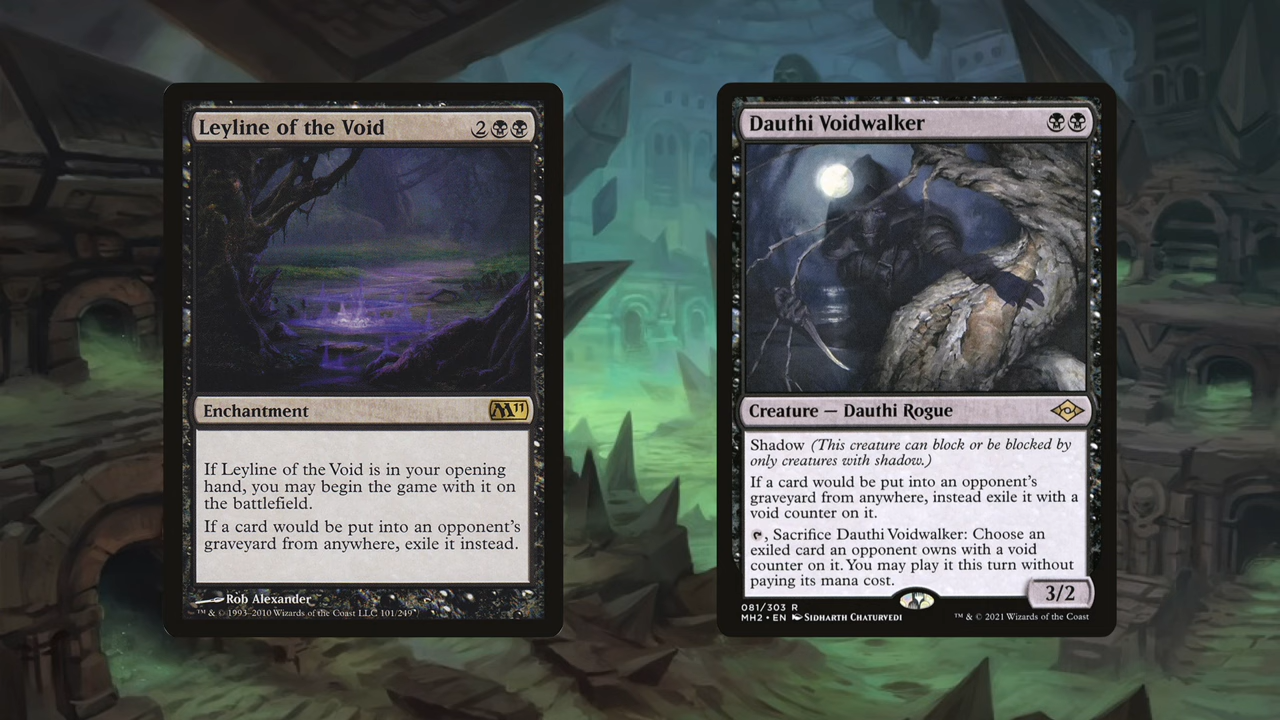 Leyline of the Void
2
M11
Enchantment
If Leyline of the Void is in your opening
hand, you may begin the game with it on
the battlefield.
If a card would be put into an opponent's
graveyard from anywhere, exile it instead.
Rob Alexander
™ & © 1993–2010 Wizards of the Coast LLC 101/249
Dauthi Voidwalker
Creature — Dauthi Rogue
Shadow (This creature can block or be blocked by
only creatures with shadow.)
If a card would be put into an opponent's
graveyard from anywhere, instead exile it with a
void counter on it.
, Sacrifice Dauthi Voidwalker: Choose an
exiled card an opponent owns with a void
counter on it. You may play it this turn without
paying its mana cost.
3/2
081/303 R
MH2 • EN Sidharth Chaturvedi
™ & © 2021 Wizards of the Coast